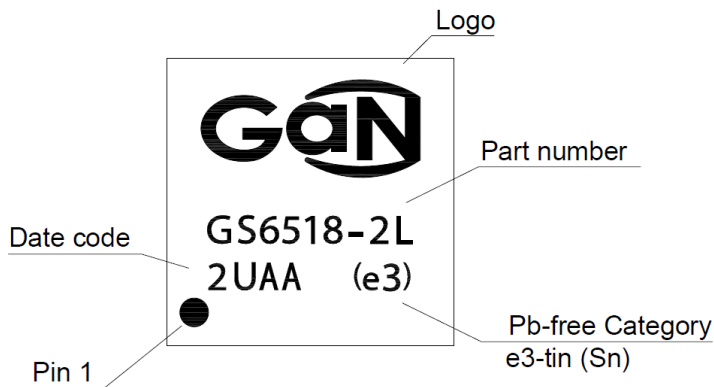 Logo
GaN
Part number
GS6518-2L
Date code
2UAA (e3)
Pb-free Category
e3-tin (Sn)
Pin 1